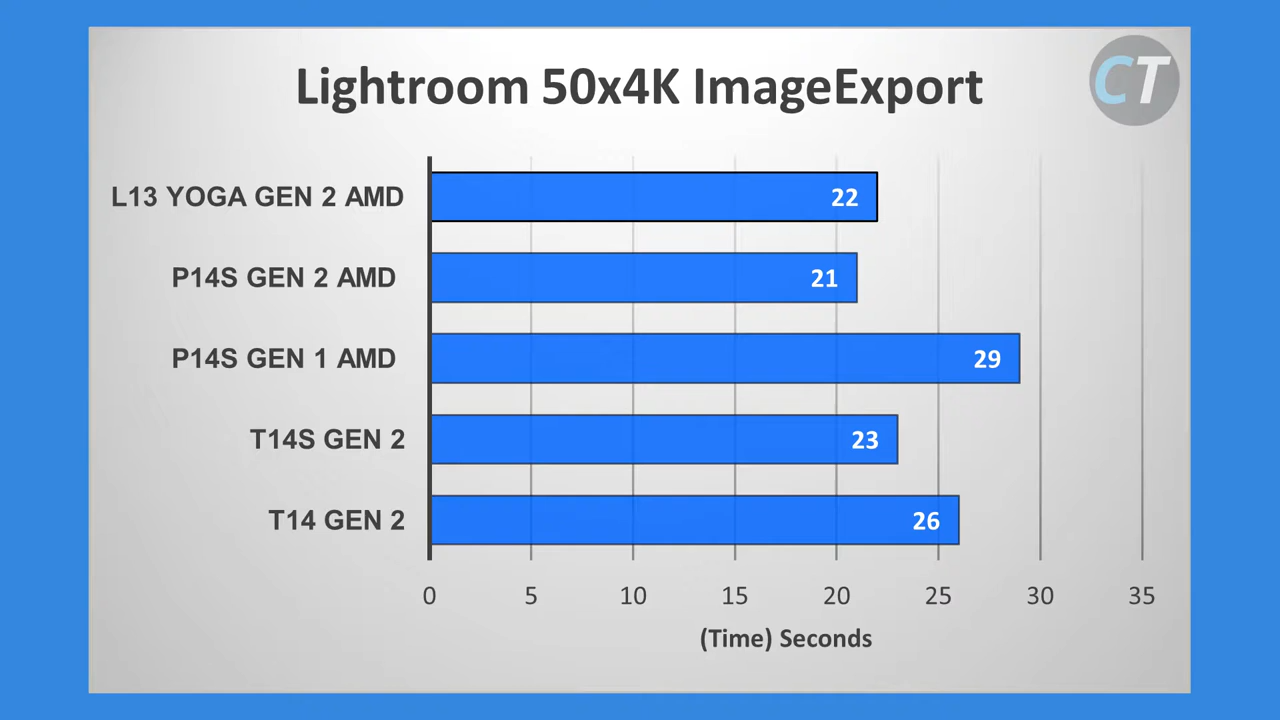 Lightroom 50x4K ImageExport
CT
L13 YOGA GEN 2 AMD
22
P14S GEN 2 AMD
21
P14S GEN 1 AMD
29
T14S GEN 2
23
T14 GEN 2
26
0 5 10 15 20 25 30 35
(Time) Seconds